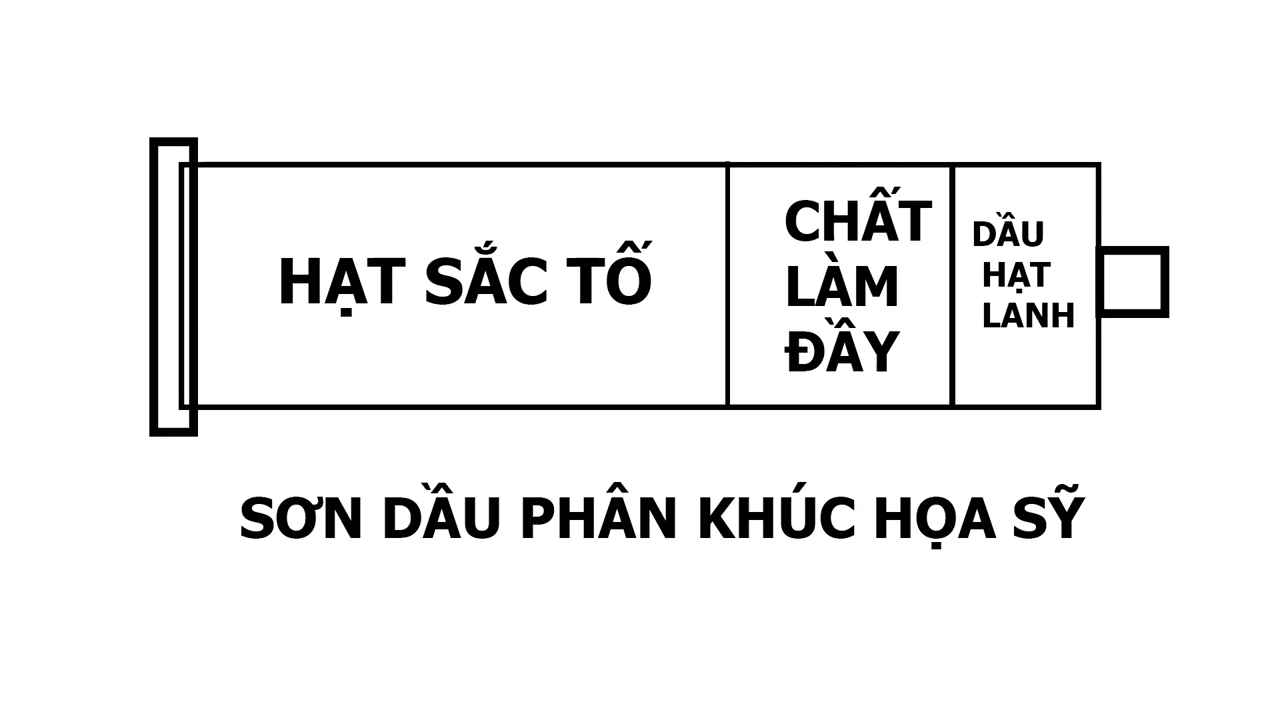 HẠT SẮC TỐ
CHẤT
LÀM
ĐẦY
DẦU
HẠT
LANH
SƠN DẦU PHÂN KHÚC HỌA SỸ